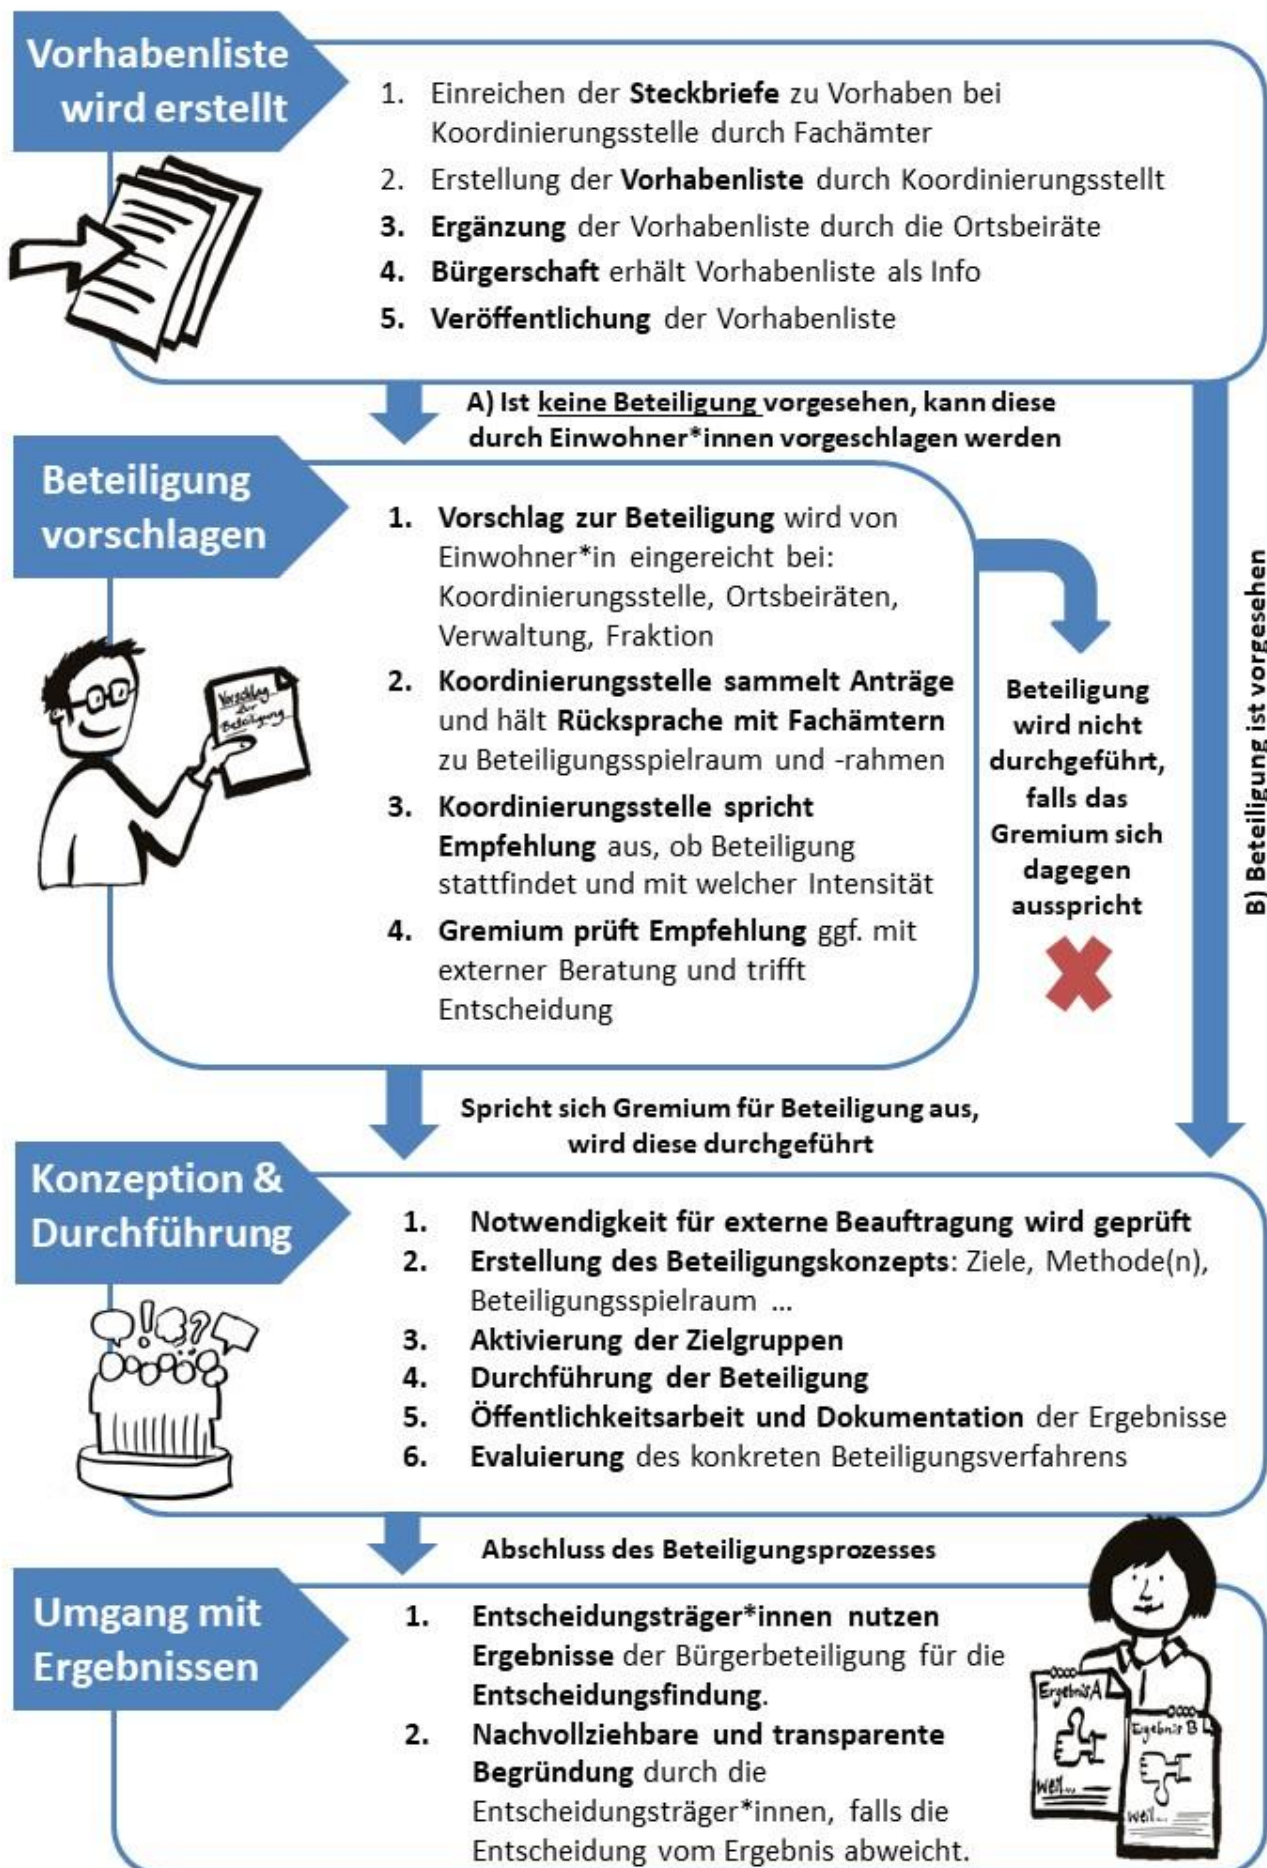 Vorhabenliste
wird erstellt
1. Einreichen der Steckbriefe zu Vorhaben bei
Koordinierungsstelle durch Fachämter
2. Erstellung der Vorhabenliste durch Koordinierungsstellt
3. Ergänzung der Vorhabenliste durch die Ortsbeiräte
4. Bürgerschaft erhält Vorhabenliste als Info
5. Veröffentlichung der Vorhabenliste
A) Ist keine Beteiligung vorgesehen, kann diese
durch Einwohner*innen vorgeschlagen werden
B) Beteiligung ist vorgesehen
Beteiligung
vorschlagen
1. Vorschlag zur Beteiligung wird von
Einwohner*in eingereicht bei:
Koordinierungsstelle, Ortsbeiräten,
Verwaltung, Fraktion
2. Koordinierungsstelle sammelt Anträge
und hält Rücksprache mit Fachämtern
zu Beteiligungsspielraum und -rahmen
3. Koordinierungsstelle spricht
Empfehlung aus, ob Beteiligung
stattfindet und mit welcher Intensität
4. Gremium prüft Empfehlung ggf. mit
externer Beratung und trifft
Entscheidung
Vorschlag
zur
Beteiligung
Beteiligung
wird nicht
durchgeführt,
falls das
Gremium sich
dagegen
ausspricht
Spricht sich Gremium für Beteiligung aus,
wird diese durchgeführt
Konzeption &
Durchführung
1. Notwendigkeit für externe Beauftragung wird geprüft
2. Erstellung des Beteiligungskonzepts: Ziele, Methode(n),
Beteiligungsspielraum ...
3. Aktivierung der Zielgruppen
4. Durchführung der Beteiligung
5. Öffentlichkeitsarbeit und Dokumentation der Ergebnisse
6. Evaluierung des konkreten Beteiligungsverfahrens
!
?
Abschluss des Beteiligungsprozesses
Umgang mit
Ergebnissen
1. Entscheidungsträger*innen nutzen
Ergebnisse der Bürgerbeteiligung für die
Entscheidungsfindung.
2. Nachvollziehbare und transparente
Begründung durch die
Entscheidungsträger*innen, falls die
Entscheidung vom Ergebnis abweicht.
Ergebnis A
Weil...
Ergebnis B
Weil...